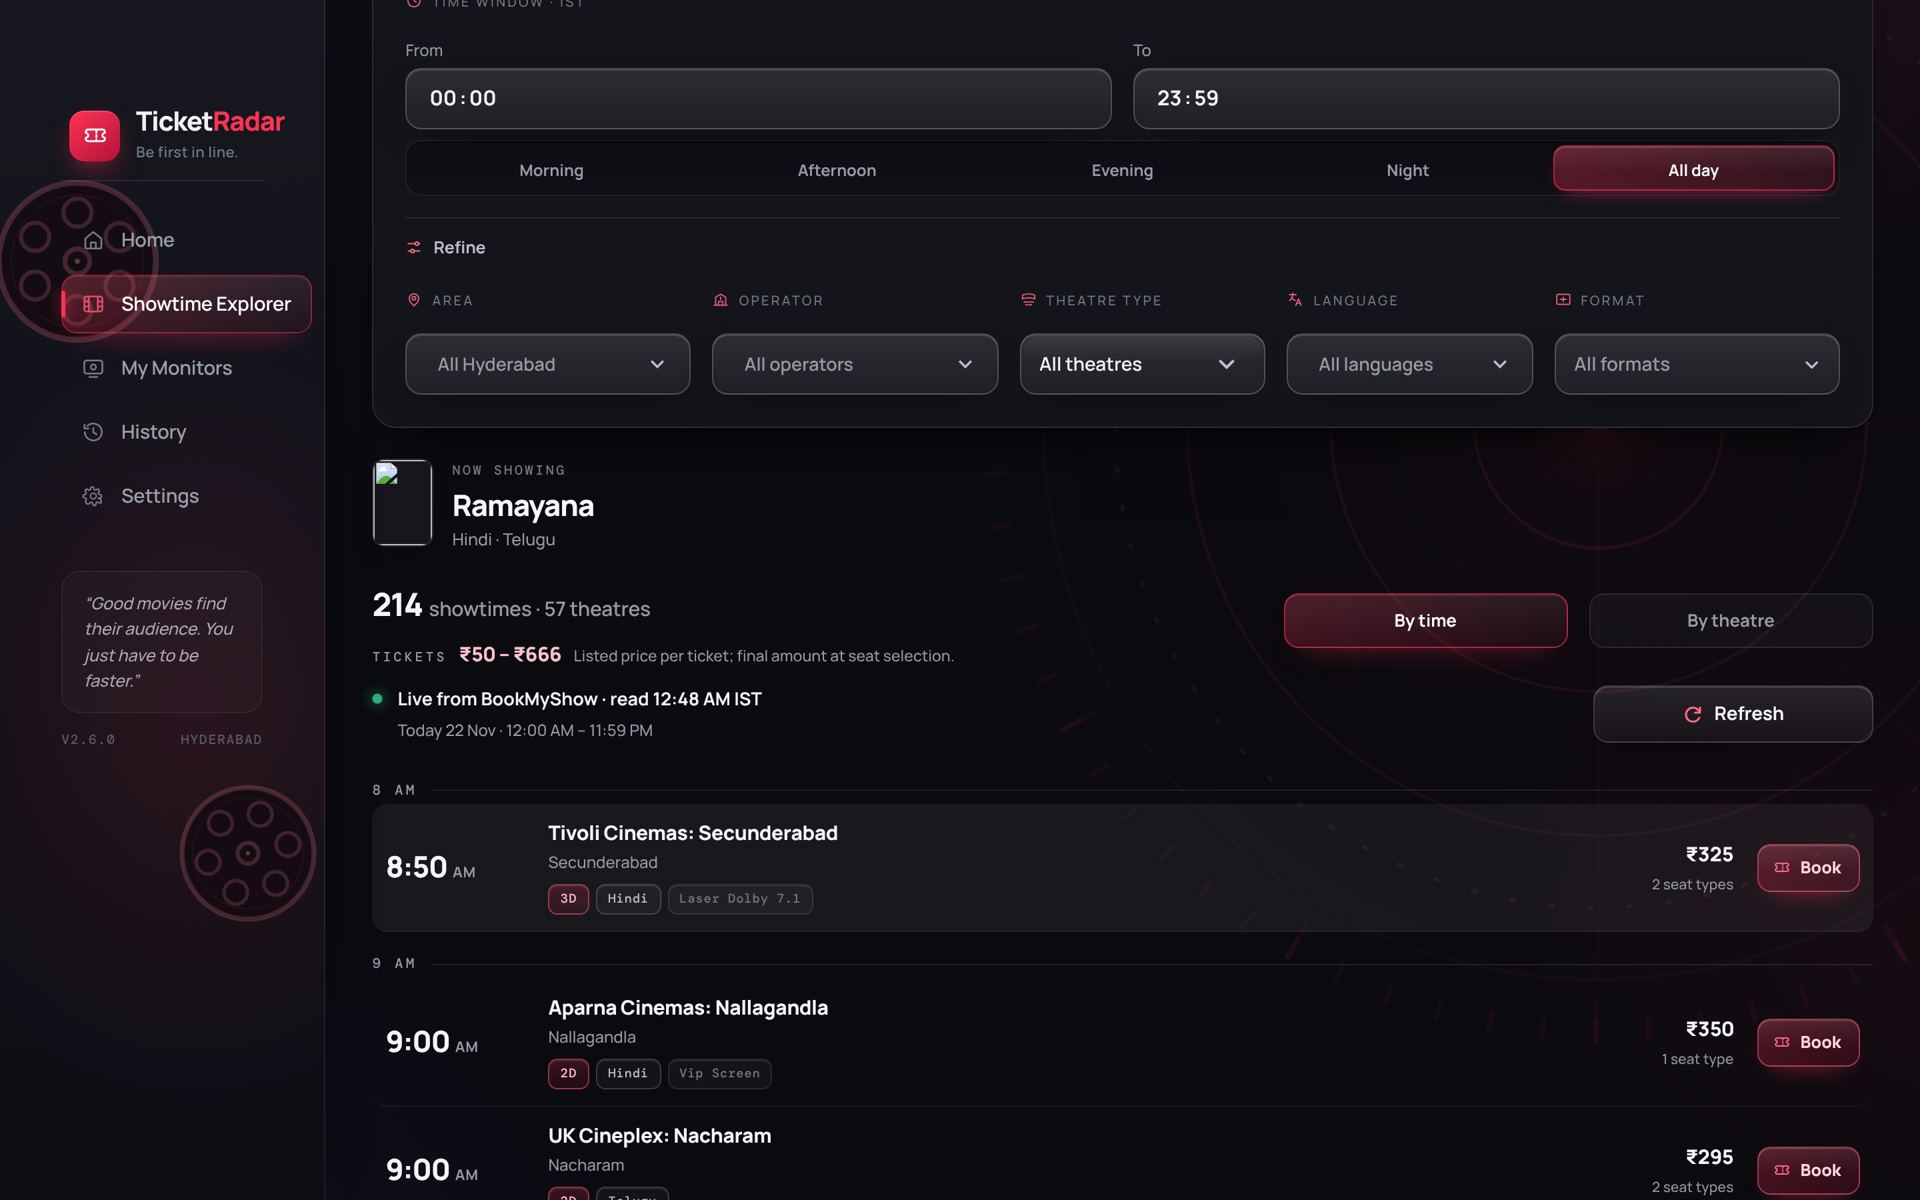 TIME WINDOW · IST
From
To
00:00
23:59
Morning
Afternoon
Evening
Night
All day
Refine
AREA
OPERATOR
THEATRE TYPE
LANGUAGE
FORMAT
All Hyderabad
All operators
All theatres
All languages
All formats
TicketRadar
Be first in line.
Home
Showtime Explorer
My Monitors
History
Settings
“Good movies find
their audience. You
just have to be
faster.”
V2.6.0
HYDERABAD
NOW SHOWING
Ramayana
Hindi · Telugu
214 showtimes · 57 theatres
TICKETS ₹50 – ₹666 Listed price per ticket; final amount at seat selection.
Live from BookMyShow · read 12:48 AM IST
Today 22 Nov · 12:00 AM – 11:59 PM
By time
By theatre
Refresh
8 AM
8:50 AM
Tivoli Cinemas: Secunderabad
Secunderabad
3D
Hindi
Laser Dolby 7.1
₹325
2 seat types
Book
9 AM
9:00 AM
Aparna Cinemas: Nallagandla
Nallagandla
2D
Hindi
Vip Screen
₹350
1 seat type
Book
9:00 AM
UK Cineplex: Nacharam
Nacharam
Telugu
₹295
2 seat types
Book